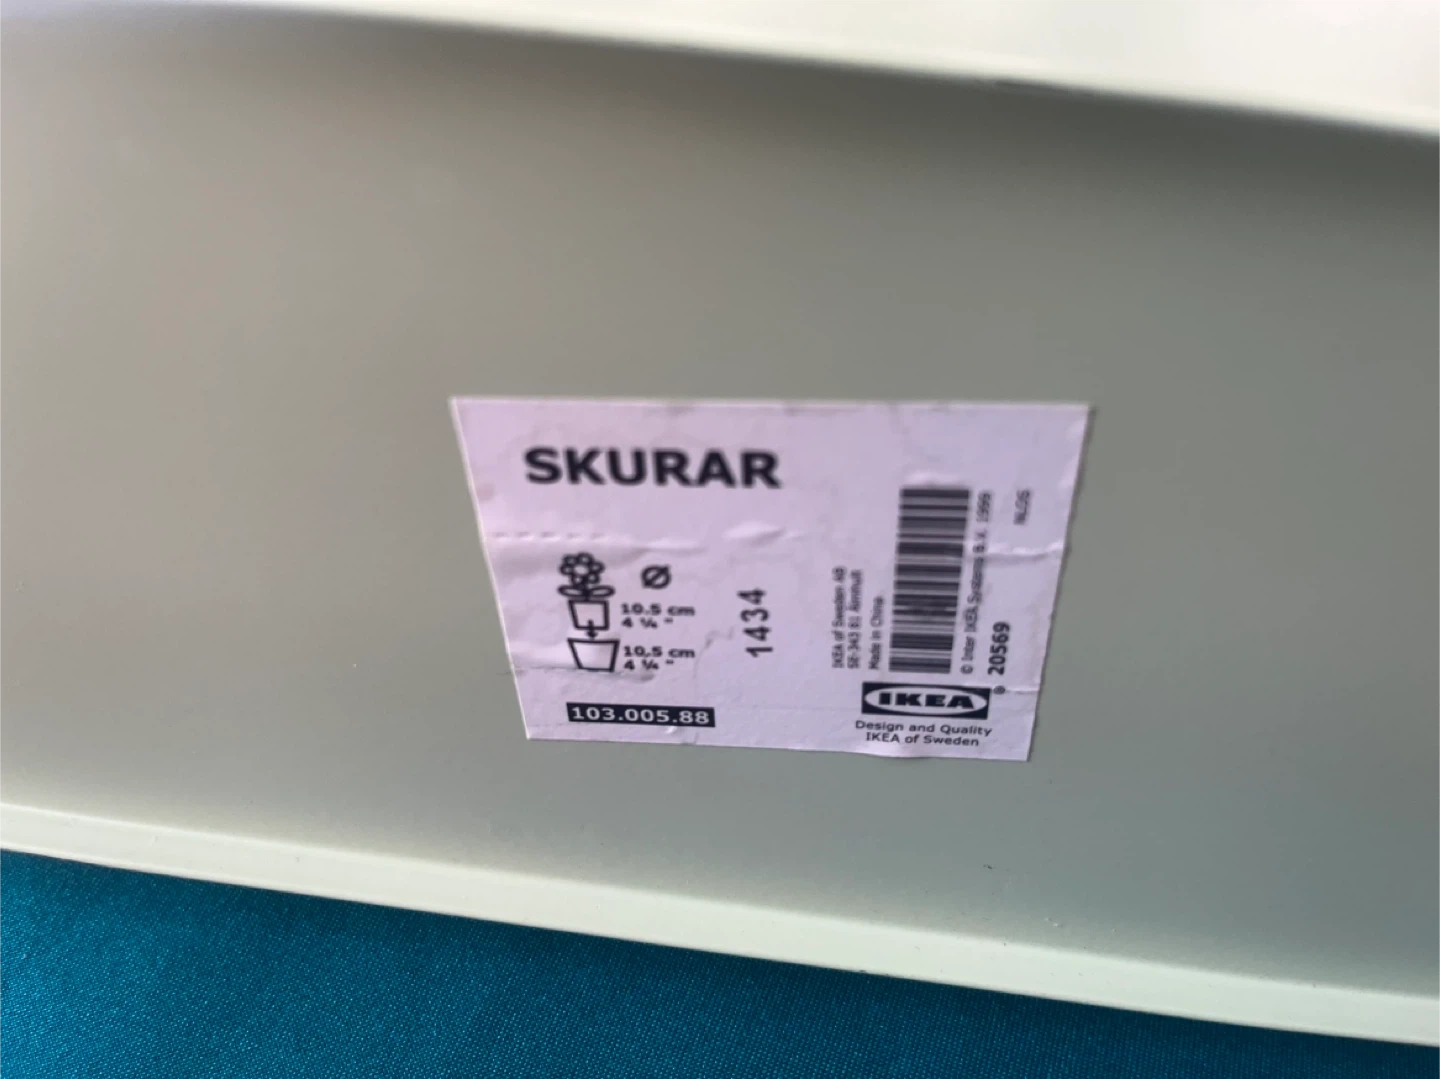 SKURAR
Ø
10.5 cm
4 ¼ "
10.5 cm
4 ¼ "
103.005.88
1434
IKEA of Sweden AB
SE-343 81 Älmhult
Made in China
© Inter IKEA Systems B.V. 1999
20569
IKEA
®
Design and Quality
IKEA of Sweden